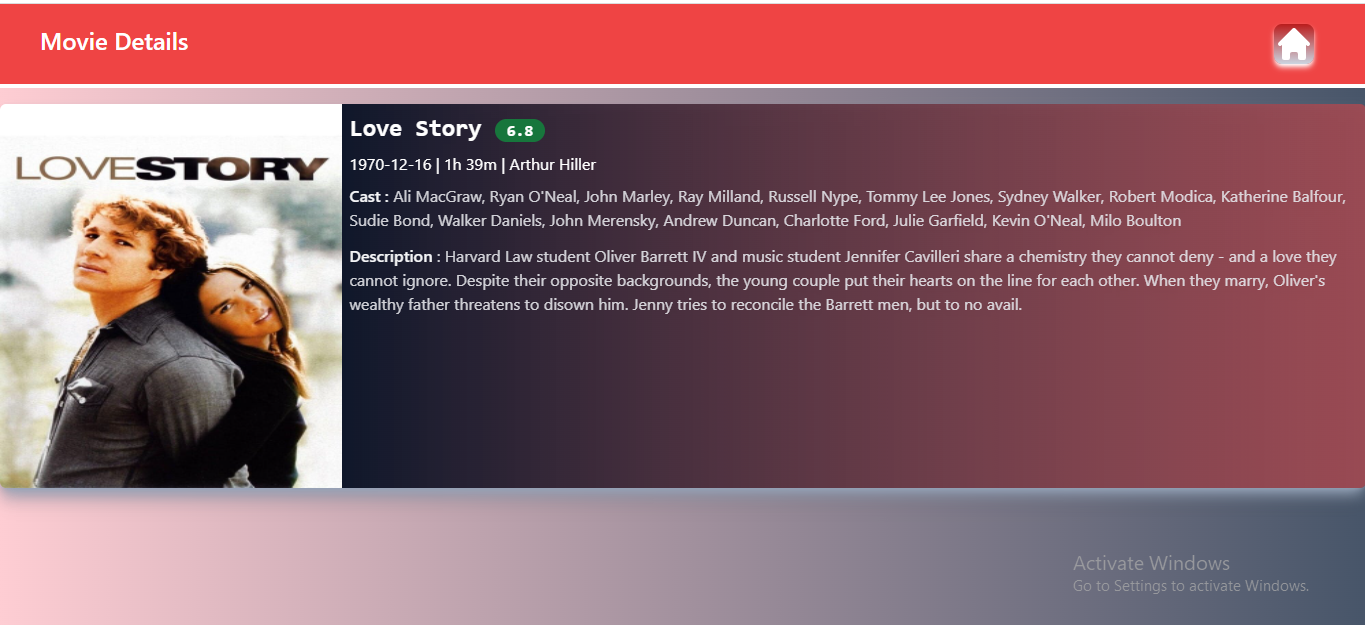 Movie Details
LOVESTORY
Love Story 6.8
1970-12-16 | 1h 39m | Arthur Hiller
Cast : Ali MacGraw, Ryan O'Neal, John Marley, Ray Milland, Russell Nype, Tommy Lee Jones, Sydney Walker, Robert Modica, Katherine Balfour,
Sudie Bond, Walker Daniels, John Merensky, Andrew Duncan, Charlotte Ford, Julie Garfield, Kevin O'Neal, Milo Boulton
Description : Harvard Law student Oliver Barrett IV and music student Jennifer Cavilleri share a chemistry they cannot deny - and a love they
cannot ignore. Despite their opposite backgrounds, the young couple put their hearts on the line for each other. When they marry, Oliver's
wealthy father threatens to disown him. Jenny tries to reconcile the Barrett men, but to no avail.
Activate Windows
Go to Settings to activate Windows.